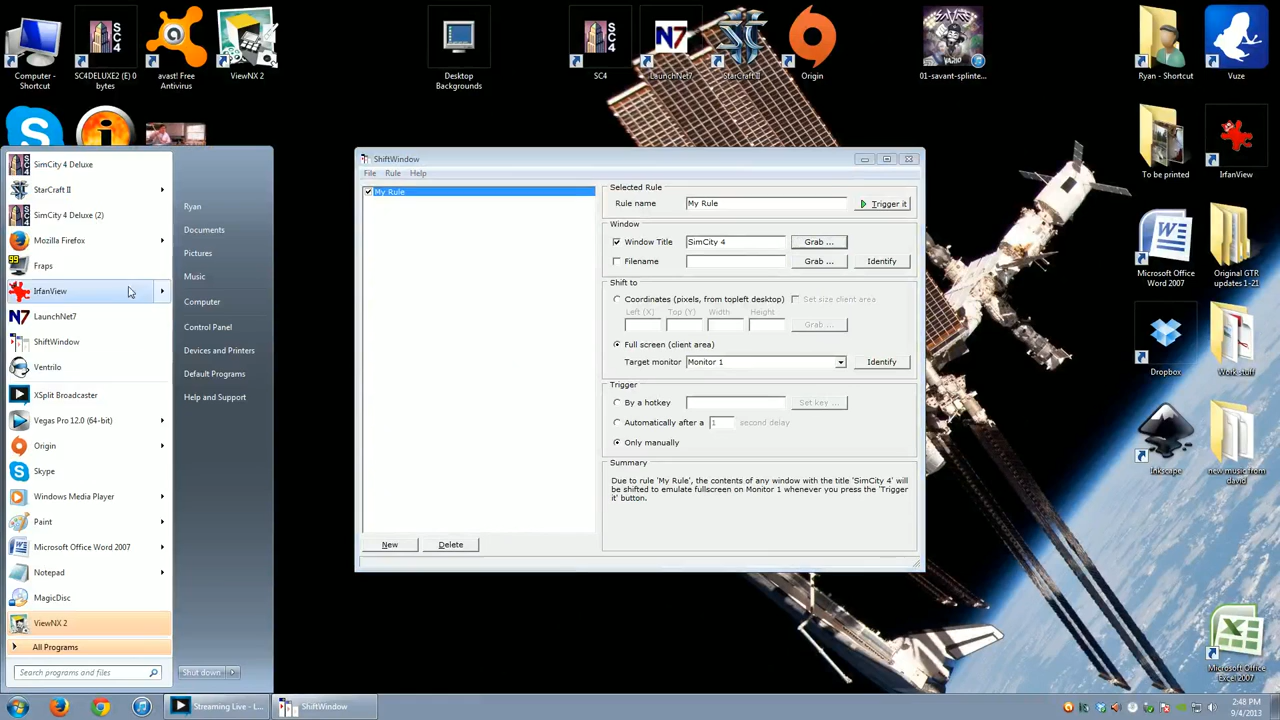 Computer - Shortcut
SC4DELUXE2 (E) 0 bytes
avast! Free Antivirus
ViewNX 2
Desktop Backgrounds
SC4
LaunchNet7
StarCraft II
Origin
01-savant-splinte...
Ryan - Shortcut
Vuze
To be printed
IrfanView
Microsoft Office Word 2007
Original GTR updates 1-21
Dropbox
Work stuff
Inkscape
new music from david
Microsoft Office Excel 2007
SimCity 4 Deluxe
StarCraft II
SimCity 4 Deluxe (2)
Mozilla Firefox
Fraps
IrfanView
LaunchNet7
ShiftWindow
Ventrilo
XSplit Broadcaster
Vegas Pro 12.0 (64-bit)
Origin
Skype
Windows Media Player
Paint
Microsoft Office Word 2007
Notepad
MagicDisc
ViewNX 2
All Programs
Search programs and files
Ryan
Documents
Pictures
Music
Computer
Control Panel
Devices and Printers
Default Programs
Help and Support
Shut down
ShiftWindow
File Rule Help
My Rule
New
Delete
Selected Rule
Rule name My Rule Trigger it
Window
Window Title SimCity 4 Grab ...
Filename Grab ... Identify
Shift to
Coordinates (pixels, from topleft desktop) Set size client area
Left (X) Top (Y) Width Height
Grab ...
Full screen (client area)
Target monitor Monitor 1 Identify
Trigger
By a hotkey Set key ...
Automatically after a 1 second delay
Only manually
Summary
Due to rule 'My Rule', the contents of any window with the title 'SimCity 4' will
be shifted to emulate fullscreen on Monitor 1 whenever you press the 'Trigger
it' button.
Streaming Live - L...
ShiftWindow
2:48 PM
9/4/2013